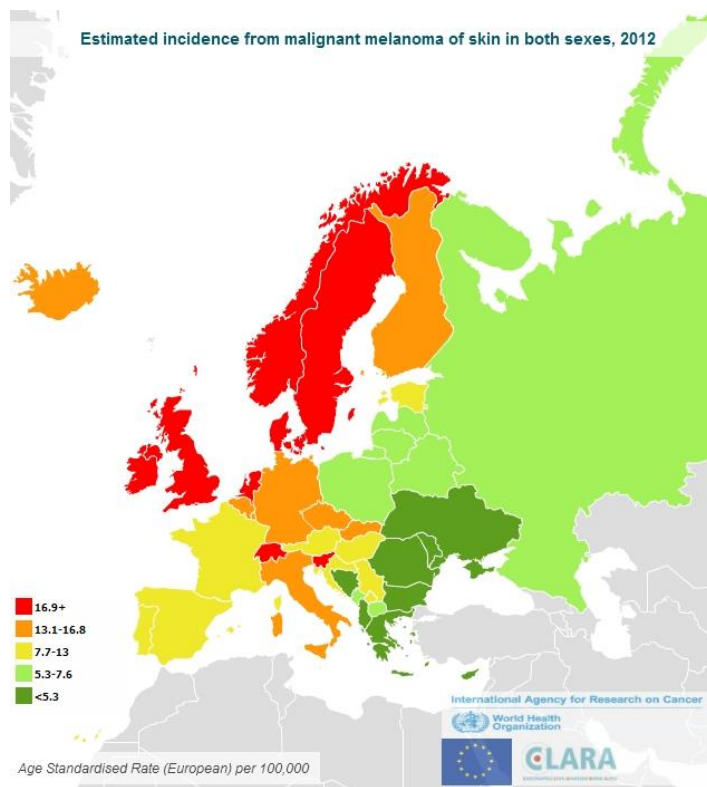 Estimated incidence from malignant melanoma of skin in both sexes, 2012
16.9+
13.1-16.8
7.7-13
5.3-7.6
<5.3
International Agency for Research on Cancer
World Health
Organization
CLARA
Age Standardised Rate (European) per 100,000